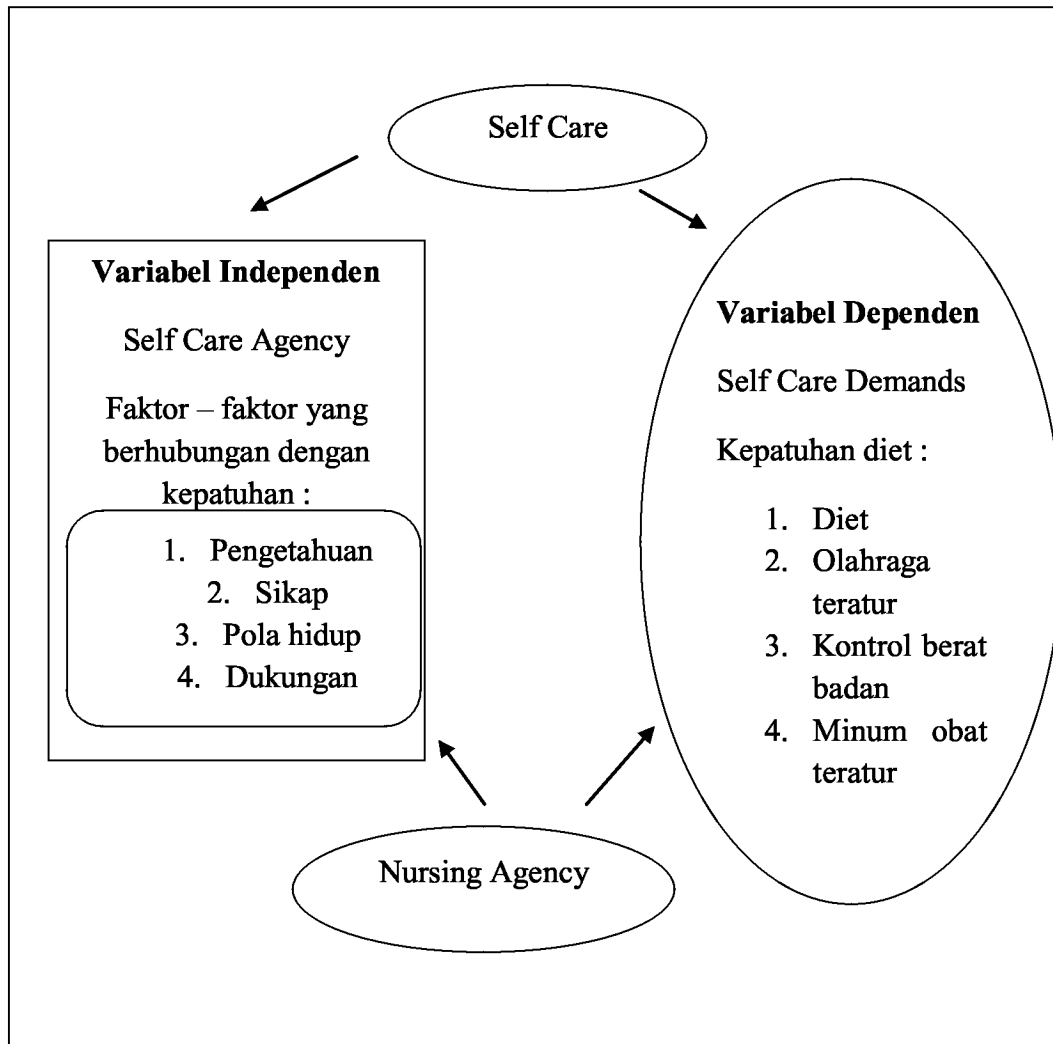 Self Care
Variabel Independen
Self Care Agency
Faktor – faktor yang
berhubungan dengan
kepatuhan :
1. Pengetahuan
2. Sikap
3. Pola hidup
4. Dukungan
Variabel Dependen
Self Care Demands
Kepatuhan diet :
1. Diet
2. Olahraga
teratur
3. Kontrol berat
badan
4. Minum obat
teratur
Nursing Agency